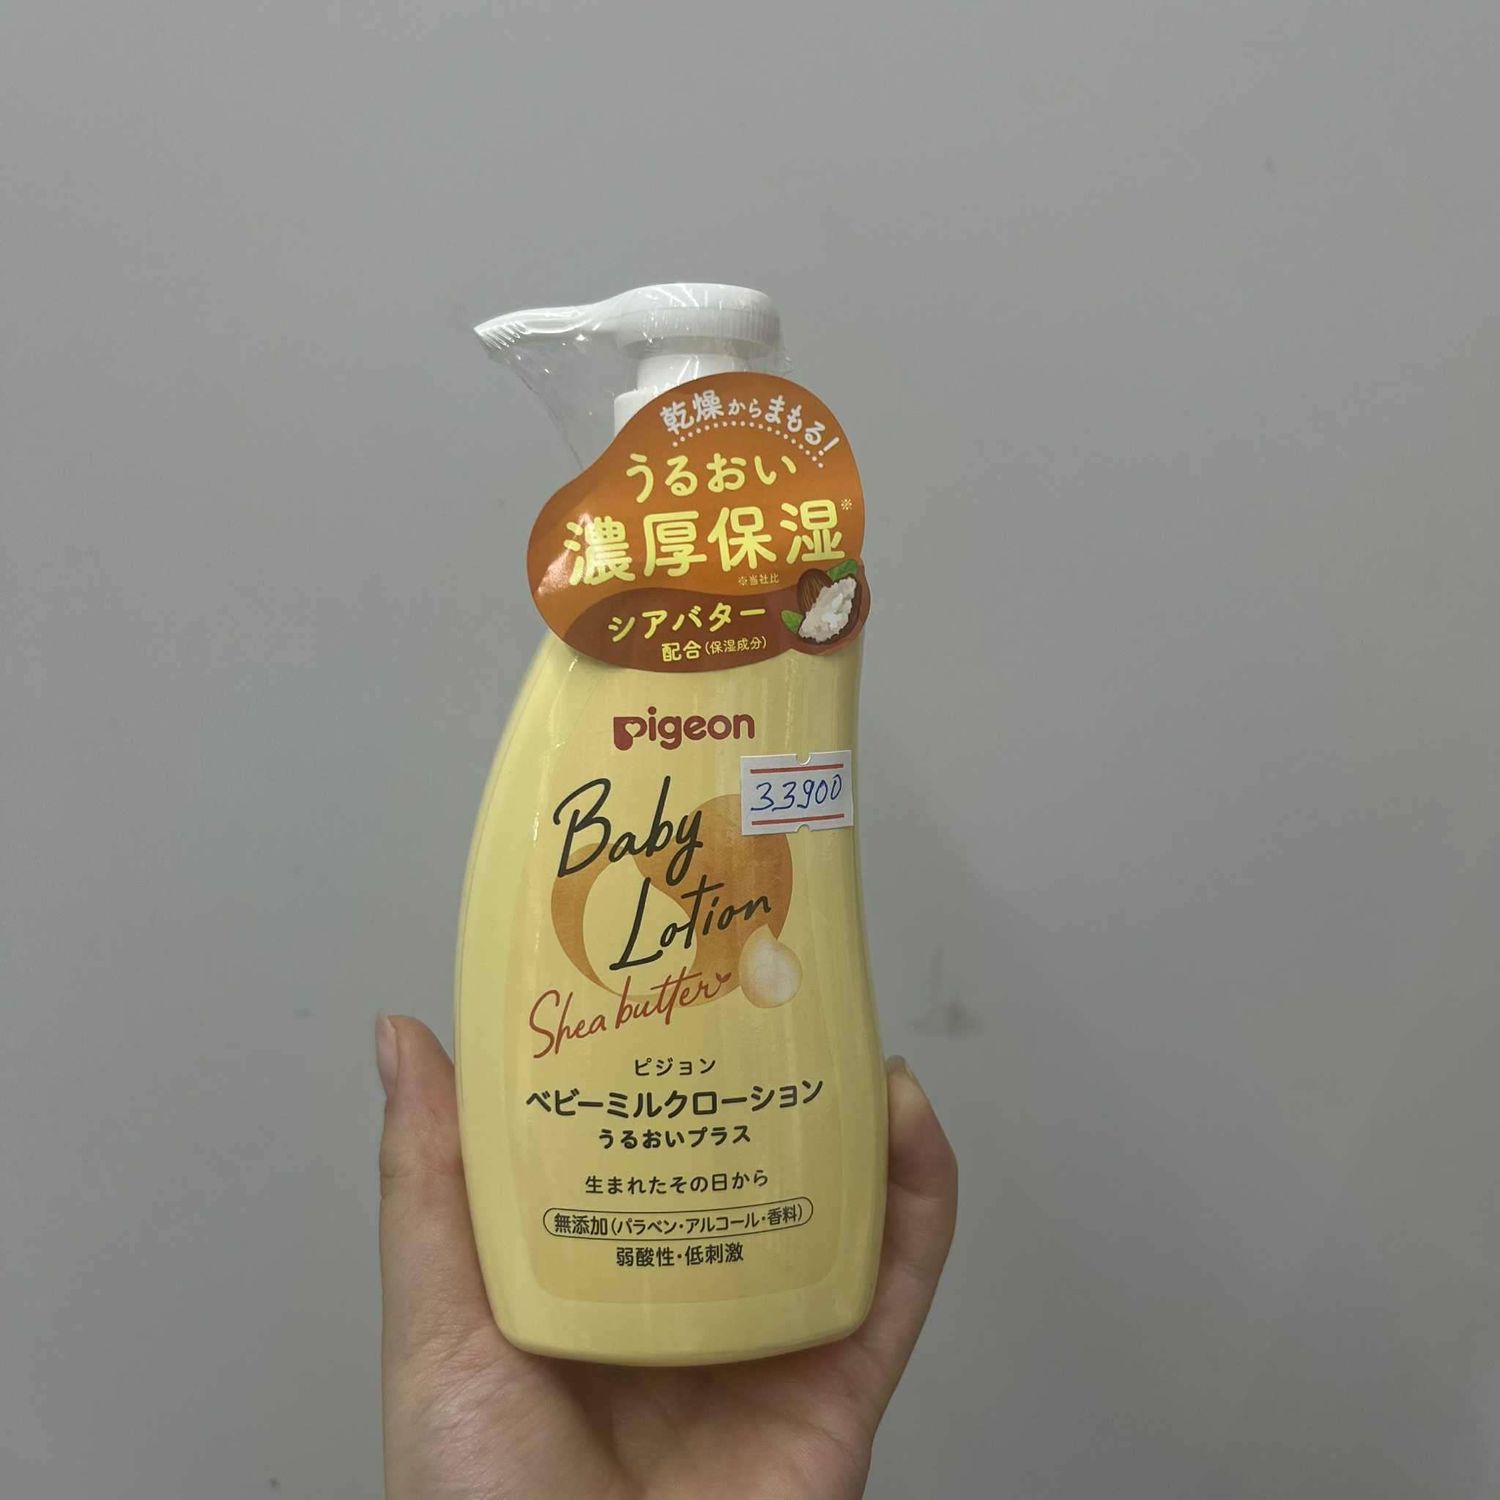 乾燥からまもる!
うるおい
濃厚保湿※
※当社比
シアバター
配合(保湿成分)
pigeon
33900
Baby
Lotion
Shea butter
ピジョン
ベビーミルクローション
うるおいプラス
生まれたその日から
無添加(パラベン・アルコール・香料)
弱酸性・低刺激